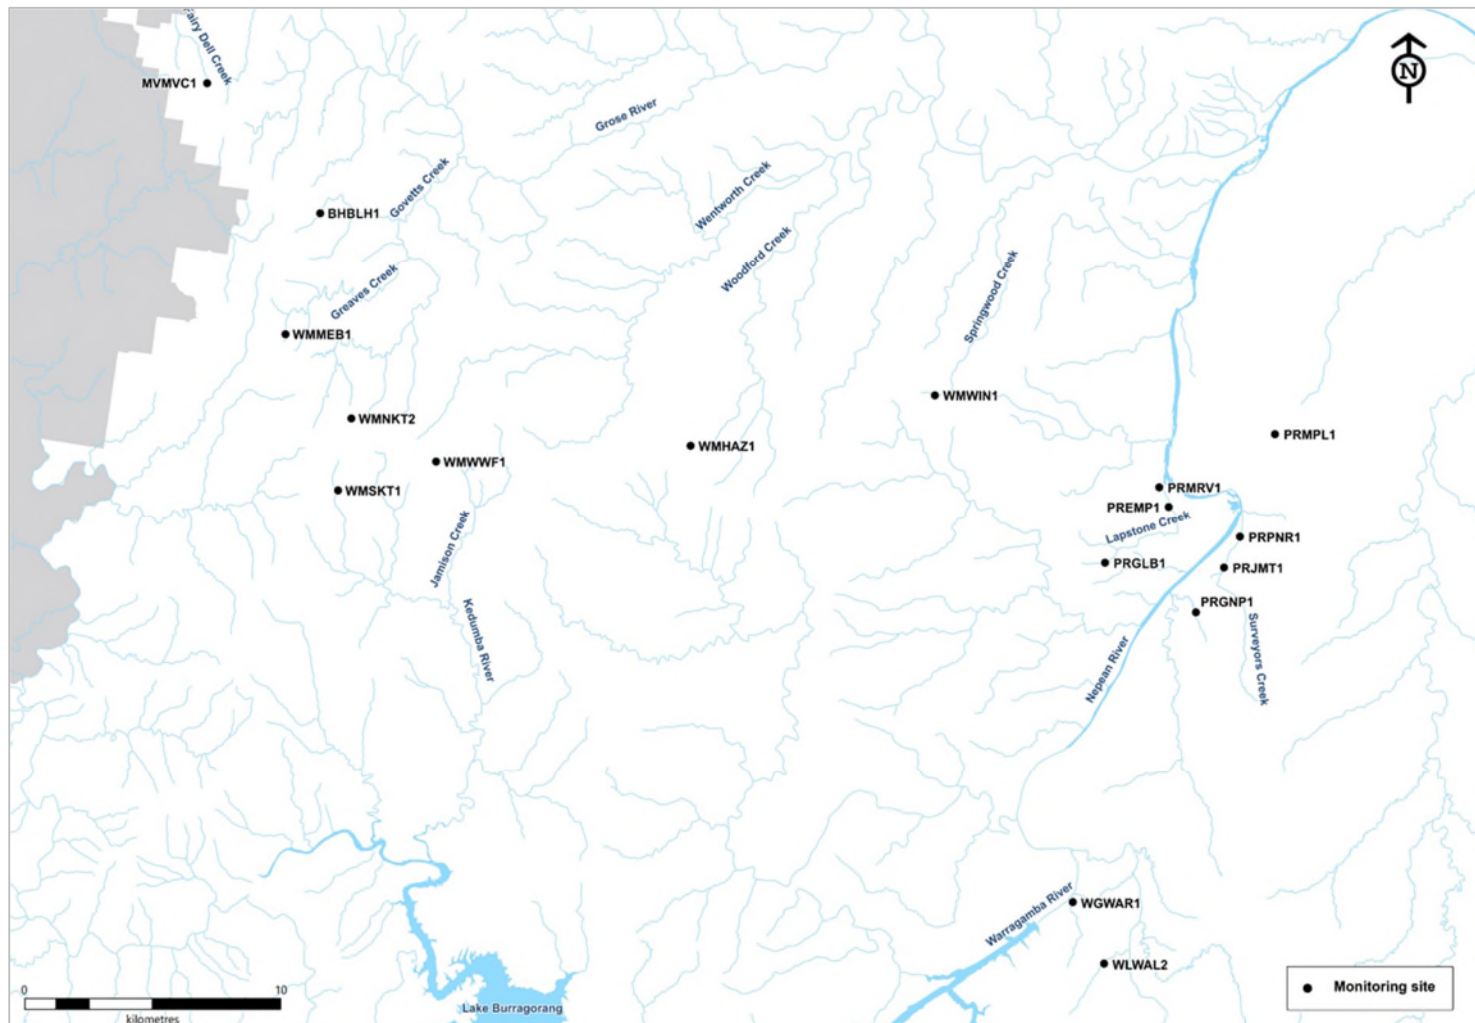 Fairy Dell Creek
N
MVMVC1
Grose River
Govetts Creek
Wentworth Creek
BHBLH1
Woodford Creek
Greaves Creek
Springwood Creek
WMMEB1
WMWIN1
WMNKT2
PRMPL1
WMHAZ1
WMWWF1
WMSKT1
PRMRV1
PREMP1
Lapstone Creek
PRPNR1
Jamison Creek
PRGLB1
PRJMT1
PRGNP1
Kedumba River
Surveyors Creek
Nepean River
WGWAR1
Warragamba River
WLWAL2
Monitoring site
0 10
kilometres
Lake Burragorang